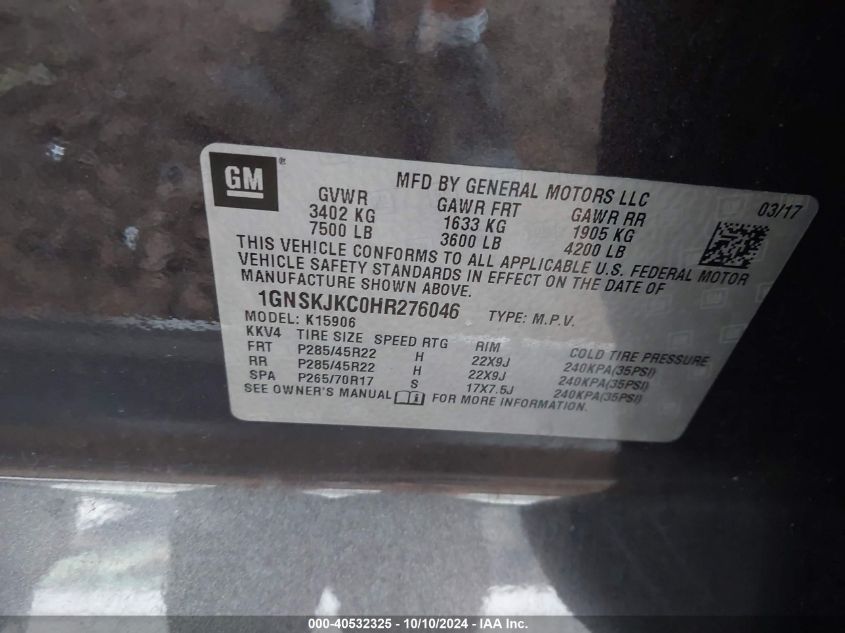 GM ®
MFD BY GENERAL MOTORS LLC
03/17
GVWR GAWR FRT GAWR RR
3402 KG 1633 KG 1905 KG
7500 LB 3600 LB 4200 LB
THIS VEHICLE CONFORMS TO ALL APPLICABLE U.S. FEDERAL MOTOR
VEHICLE SAFETY STANDARDS IN EFFECT ON THE DATE OF
MANUFACTURE SHOWN ABOVE.
1GNSKJKC0HR276046 TYPE: M.P.V.
MODEL: K15906
KKV4 TIRE SIZE SPEED RTG RIM COLD TIRE PRESSURE
FRT P285/45R22 H 22X9J 240KPA(35PSI)
RR P285/45R22 H 22X9J 240KPA(35PSI)
SPA P265/70R17 S 17X7.5J 240KPA(35PSI)
SEE OWNER'S MANUAL FOR MORE INFORMATION.
000-40532325 - 10/10/2024 - IAA Inc.